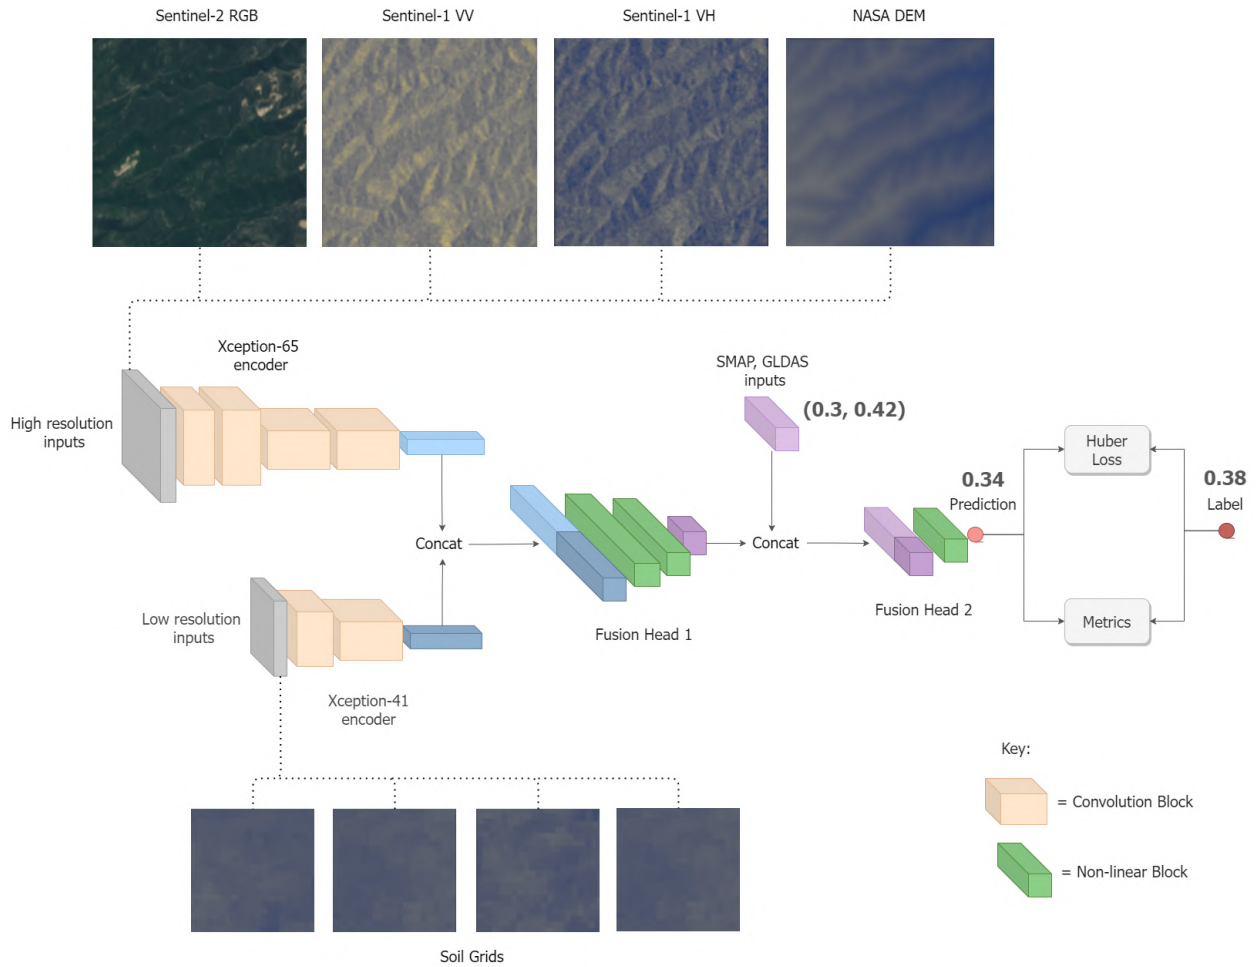 Sentinel-2 RGB
Sentinel-1 VV
Sentinel-1 VH
NASA DEM
Xception-65
encoder
High resolution
inputs
SMAP, GLDAS
inputs
(0.3, 0.42)
Huber
Loss
0.34
Prediction
0.38
Label
Concat
Concat
Low resolution
inputs
Fusion Head 1
Fusion Head 2
Metrics
Xception-41
encoder
Key:
= Convolution Block
= Non-linear Block
Soil Grids